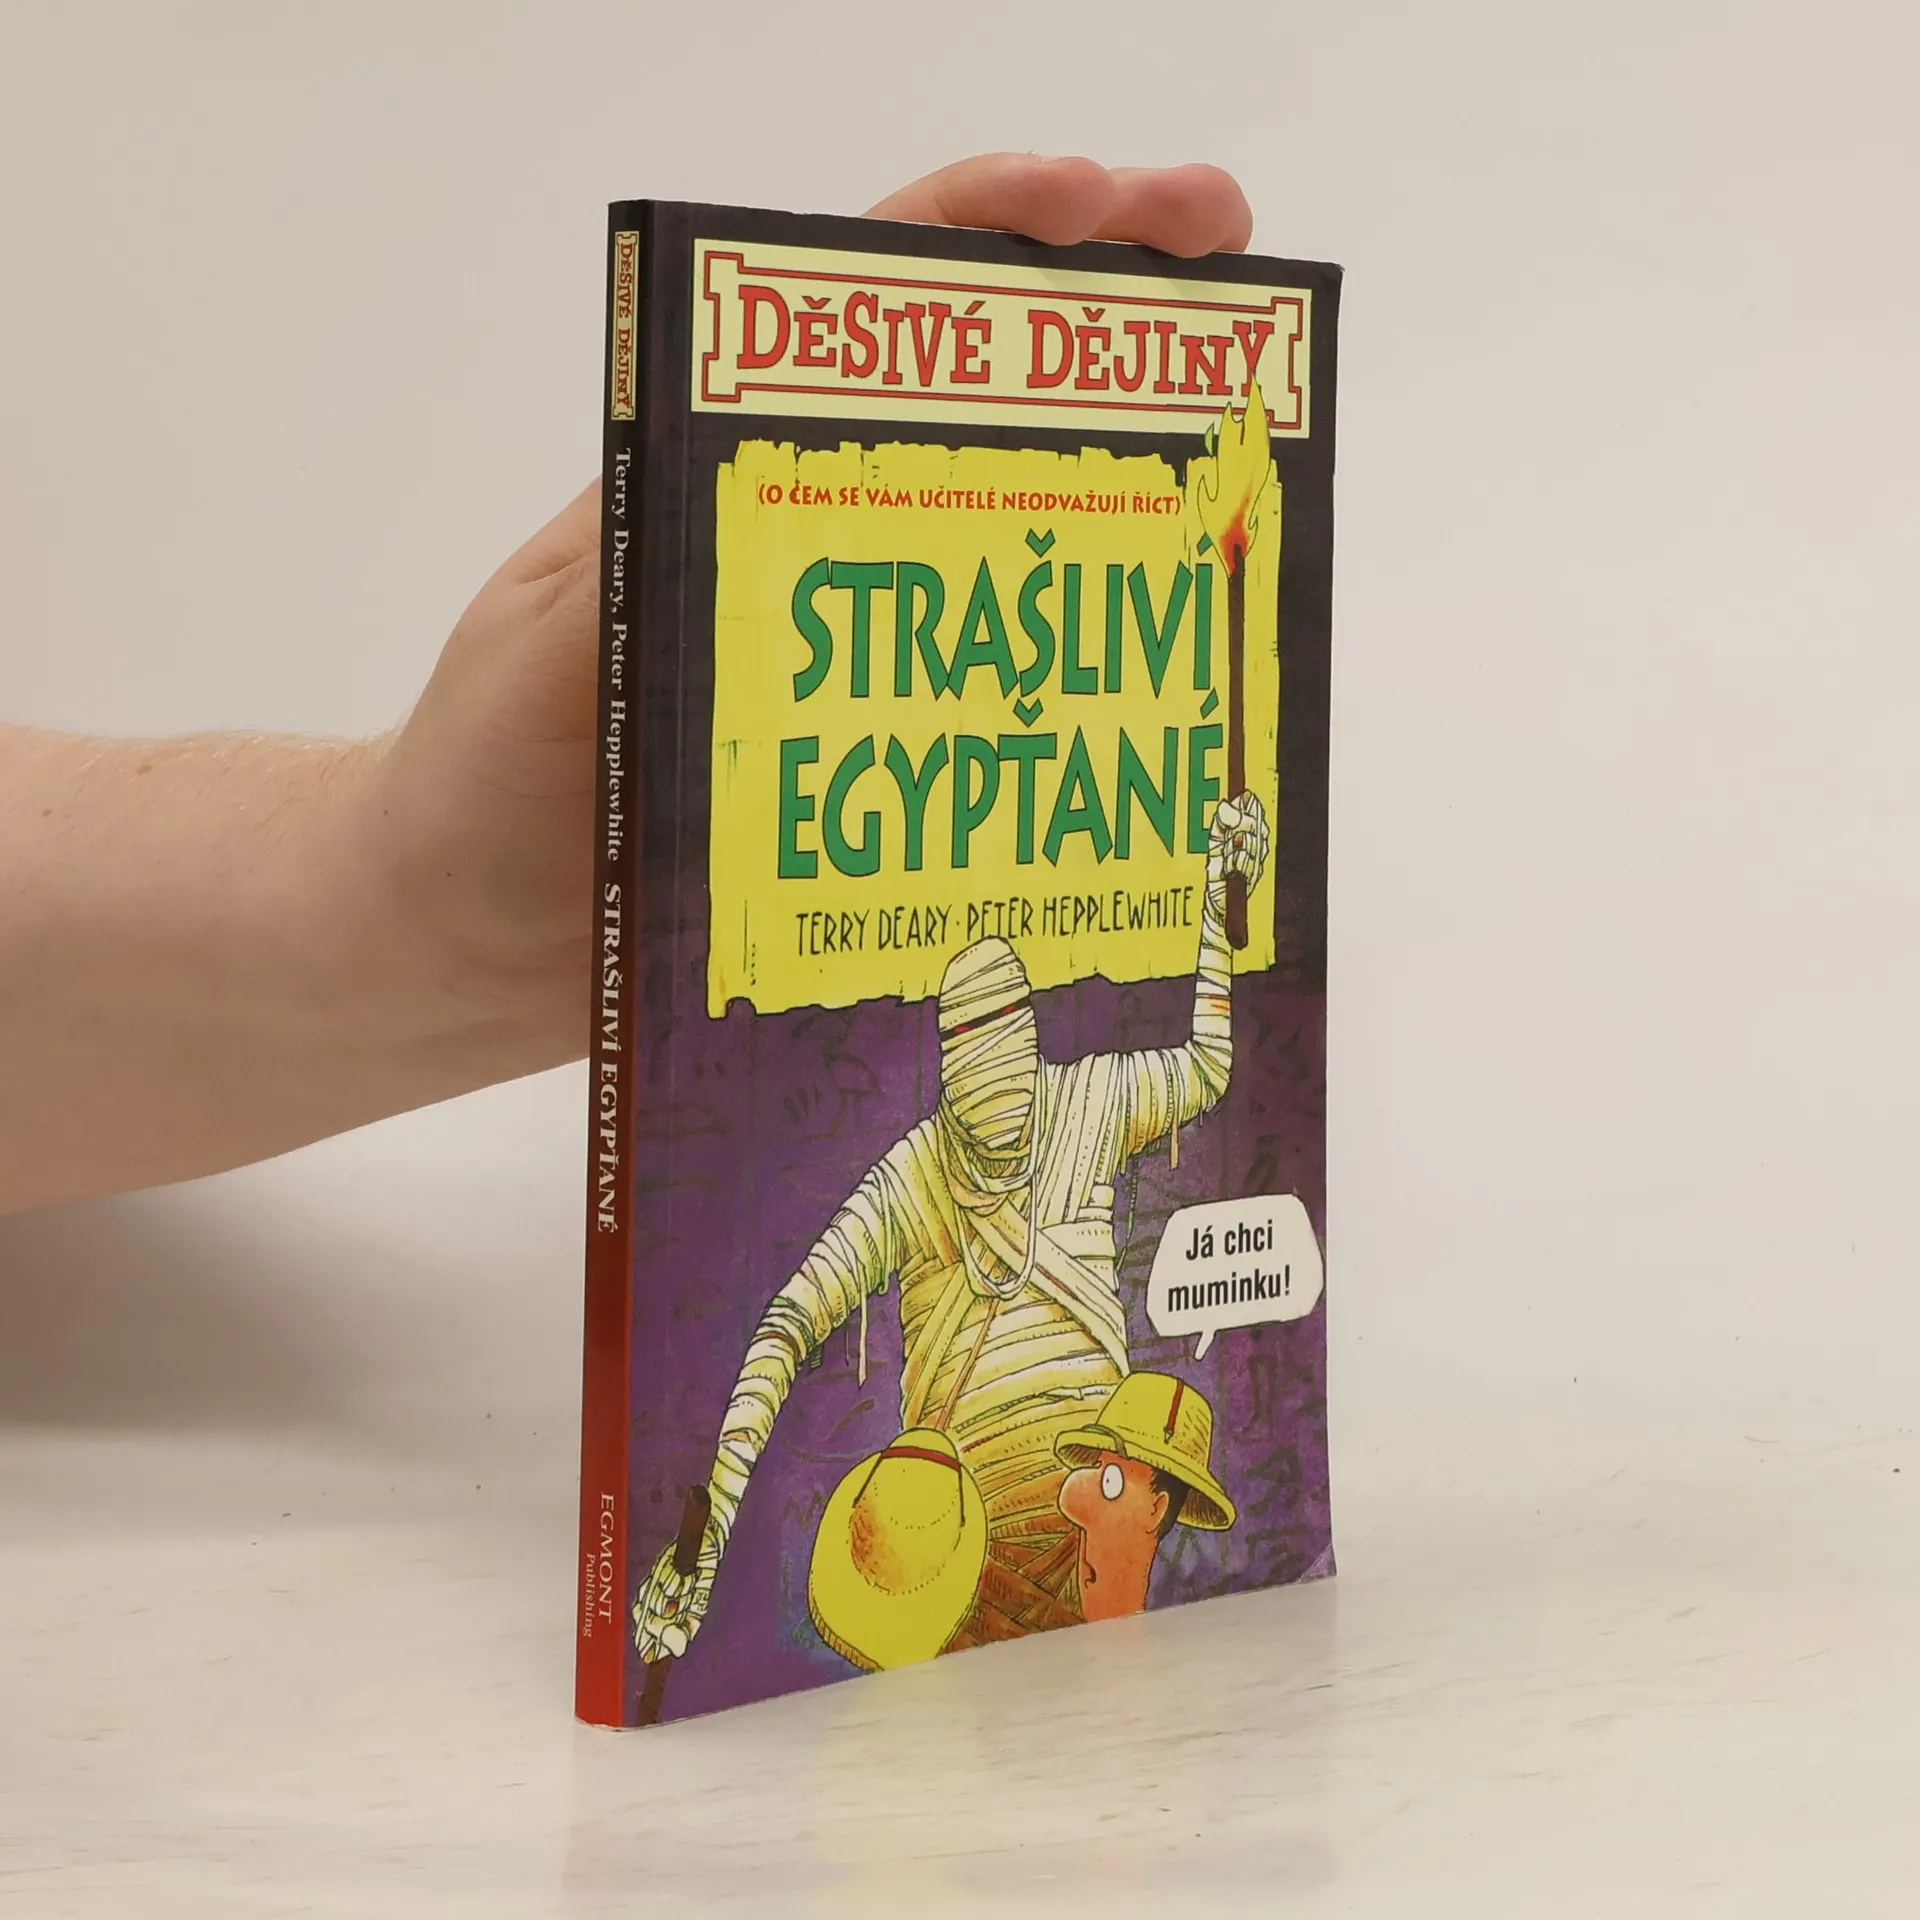 DĚSIVÉ DĚJINY
(O ČEM SE VÁM UČITELÉ NEODVAŽUJÍ ŘÍCT)
STRAŠLIVÍ
EGYPŤANÉ
TERRY DEARY · PETER HEPPLEWHITE
Já chci
muminku!
DĚSIVÉ DĚJINY
Terry Deary, Peter Hepplewhite STRAŠLIVÍ EGYPŤANÉ
EGMONT
Publishing